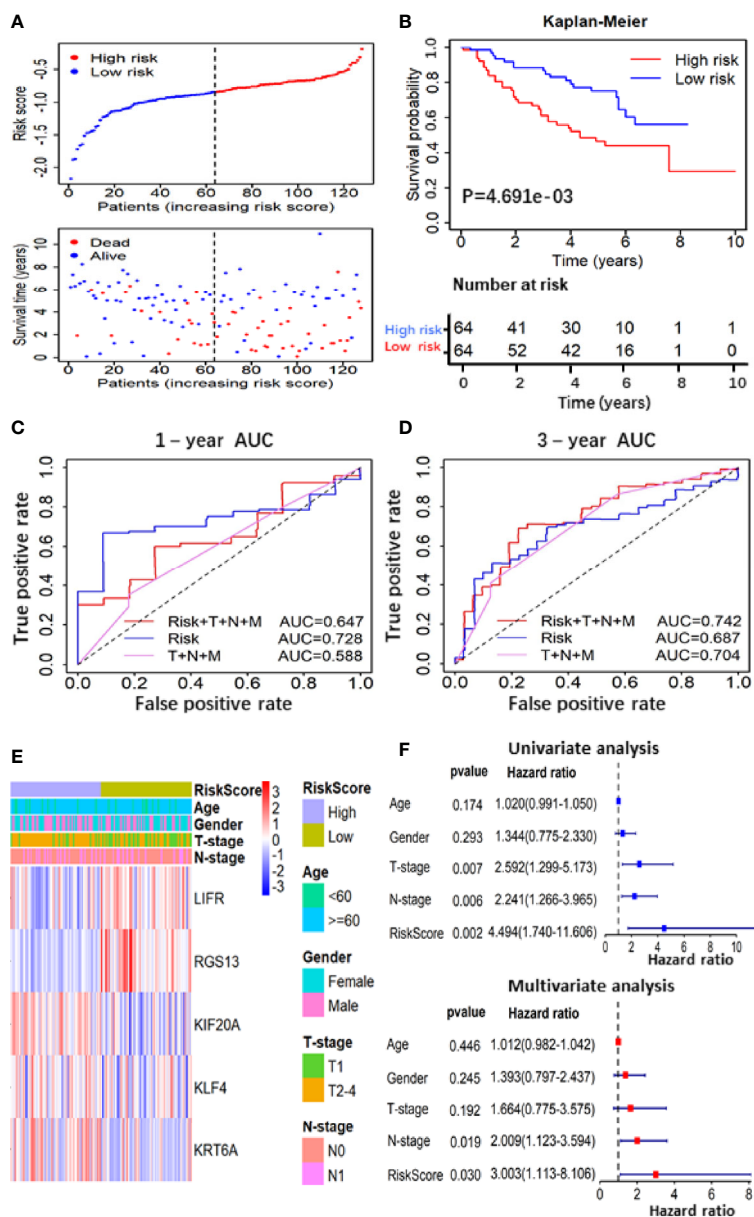 A
High risk
Low risk
Risk score
-0.5
-1.0
-1.5
-2.0
0 20 40 60 80 100 120
Patients (increasing risk score)
Dead
Alive
Survival time (years)
10
8
6
4
2
0
0 20 40 60 80 100 120
Patients (increasing risk score)
B
Kaplan-Meier
High risk
Low risk
Survival probability
1.0
0.8
0.6
0.4
0.2
0.0
P=4.691e-03
0 2 4 6 8 10
Time (years)
Number at risk
High risk 64 41 30 10 1 1
Low risk 64 52 42 16 1 0
0 2 4 6 8 10
Time (years)
C
1 – year AUC
True positive rate
1.0
0.8
0.6
0.4
0.2
0.0
Risk+T+N+M AUC=0.647
Risk AUC=0.728
T+N+M AUC=0.588
0.0 0.2 0.4 0.6 0.8 1.0
False positive rate
D
3 – year AUC
True positive rate
1.0
0.8
0.6
0.4
0.2
0.0
Risk+T+N+M AUC=0.742
Risk AUC=0.687
T+N+M AUC=0.704
0.0 0.2 0.4 0.6 0.8 1.0
False positive rate
E
RiskScore
Age
Gender
T-stage
N-stage
LIFR
RGS13
KIF20A
KLF4
KRT6A
3
2
1
0
-1
-2
-3
RiskScore
High
Low
Age
<60
>=60
Gender
Female
Male
T-stage
T1
T2-4
N-stage
N0
N1
F
Univariate analysis
pvalue Hazard ratio
Age 0.174 1.020(0.991-1.050)
Gender 0.293 1.344(0.775-2.330)
T-stage 0.007 2.592(1.299-5.173)
N-stage 0.006 2.241(1.266-3.965)
RiskScore 0.002 4.494(1.740-11.606)
0 2 4 6 8 10
Hazard ratio
Multivariate analysis
pvalue Hazard ratio
Age 0.446 1.012(0.982-1.042)
Gender 0.245 1.393(0.797-2.437)
T-stage 0.192 1.664(0.775-3.575)
N-stage 0.019 2.009(1.123-3.594)
RiskScore 0.030 3.003(1.113-8.106)
0 2 4 6 8
Hazard ratio